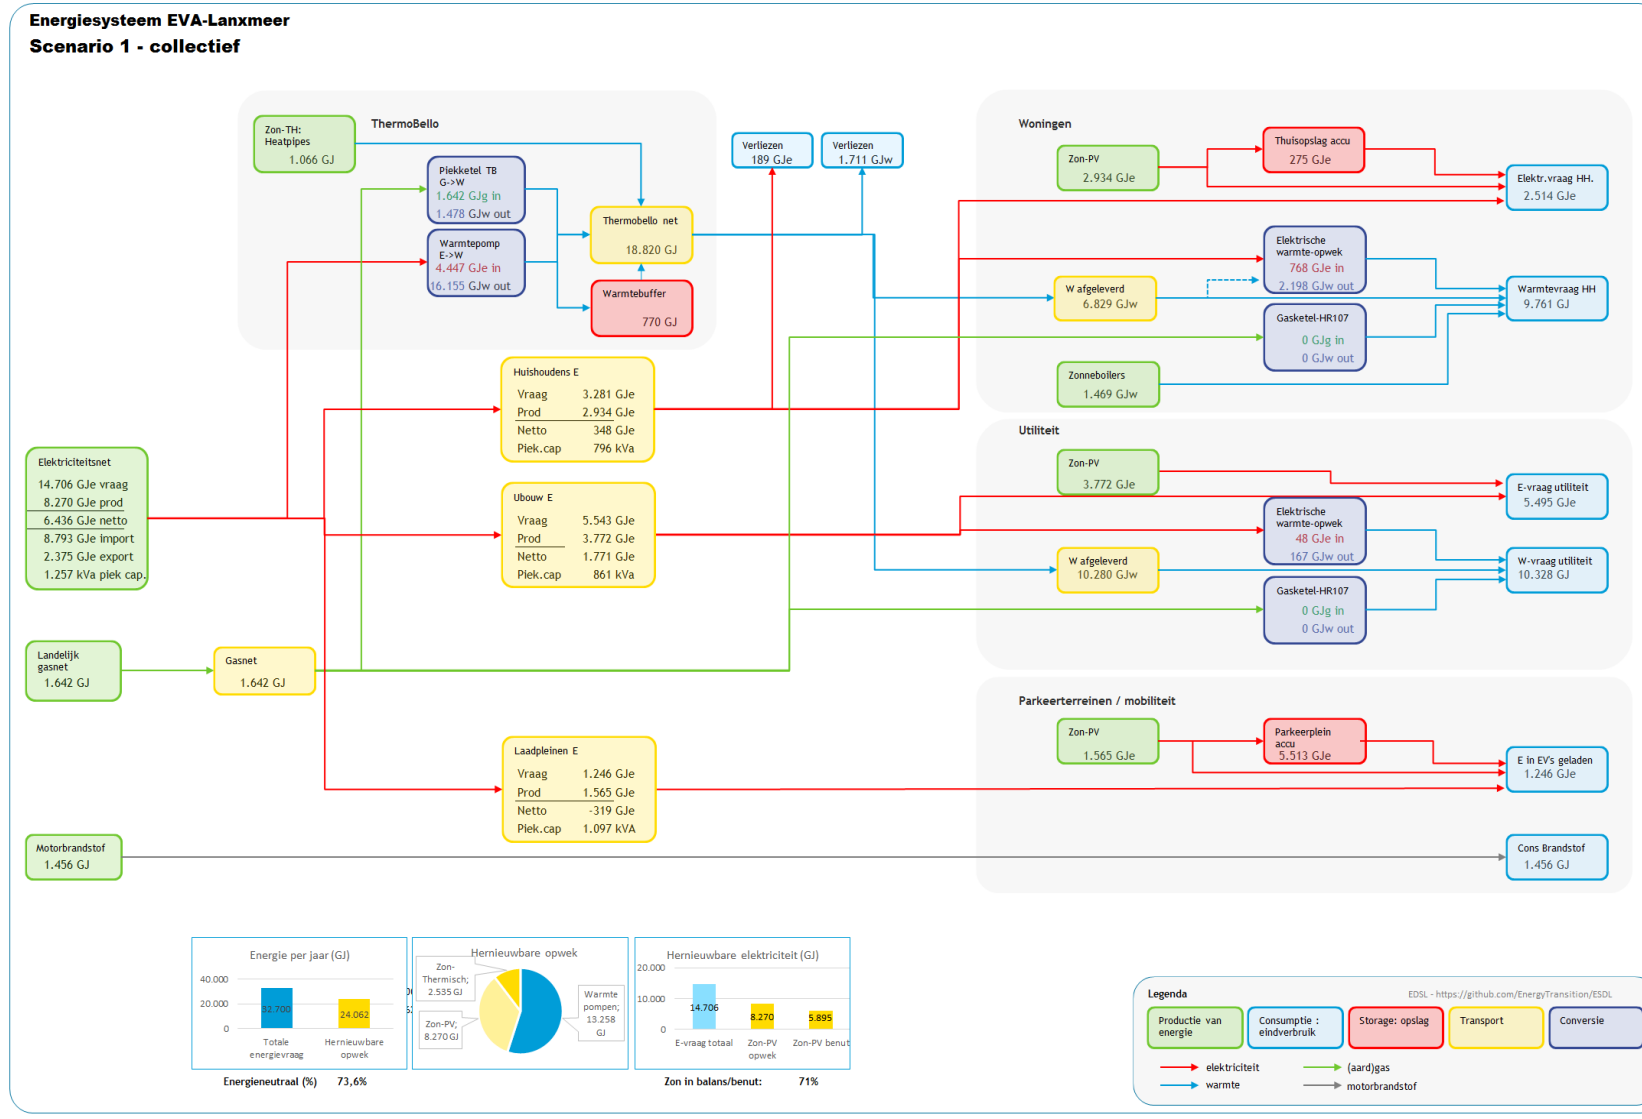 Energiesysteem EVA-Lanxmeer
Scenario 1 - collectief
ThermoBello
Zon-TH:
Heatpipes
1.066 GJ
Piekketel TB
G->W
1.642 GJg in
1.478 GJw out
Warmtepomp
E->W
4.447 GJe in
16.155 GJw out
Thermobello net
18.820 GJ
Warmtebuffer
770 GJ
Verliezen
189 GJe
Verliezen
1.711 GJw
Woningen
Zon-PV
2.934 GJe
Thuisopslag accu
275 GJe
Elektr.vraag HH.
2.514 GJe
Elektrische
warmte-opwek
768 GJe in
2.198 GJw out
W afgeleverd
6.829 GJw
Warmtevraag HH
9.761 GJ
Gasketel-HR107
0 GJg in
0 GJw out
Zonneboilers
1.469 GJw
Huishoudens E
Vraag 3.281 GJe
Prod 2.934 GJe
Netto 348 GJe
Piek.cap 796 kVa
Elektriciteitsnet
14.706 GJe vraag
8.270 GJe prod
6.436 GJe netto
8.793 GJe import
2.375 GJe export
1.257 kVa piek cap.
Ubouw E
Vraag 5.543 GJe
Prod 3.772 GJe
Netto 1.771 GJe
Piek.cap 861 kVa
Utiliteit
Zon-PV
3.772 GJe
E-vraag utiliteit
5.495 GJe
Elektrische
warmte-opwek
48 GJe in
167 GJw out
W afgeleverd
10.280 GJw
W-vraag utiliteit
10.328 GJ
Gasketel-HR107
0 GJg in
0 GJw out
Landelijk
gasnet
1.642 GJ
Gasnet
1.642 GJ
Parkeerterreinen / mobiliteit
Zon-PV
1.565 GJe
Parkeerplein
accu
5.513 GJe
E in EV's geladen
1.246 GJe
Laadpleinen E
Vraag 1.246 GJe
Prod 1.565 GJe
Netto -319 GJe
Piek.cap 1.097 kVA
Motorbrandstof
1.456 GJ
Cons Brandstof
1.456 GJ
Energie per jaar (GJ)
40.000
20.000
0
32.700
24.062
Totale
energievraag
Hernieuwbare
opwek
Energieneutraal (%) 73,6%
Hernieuwbare opwek
Zon-
Thermisch;
2.535 GJ
Zon-PV;
8.270 GJ
Warmte
pompen;
13.258
GJ
Hernieuwbare elektriciteit (GJ)
20.000
10.000
0
14.706
8.270
5.895
E-vraag totaal
Zon-PV
opwek
Zon-PV benut
Zon in balans/benut: 71%
Legenda
EDSL - https://github.com/EnergyTransition/ESDL
Productie van
energie
Consumptie :
eindverbruik
Storage: opslag
Transport
Conversie
elektriciteit
(aard)gas
warmte
motorbrandstof